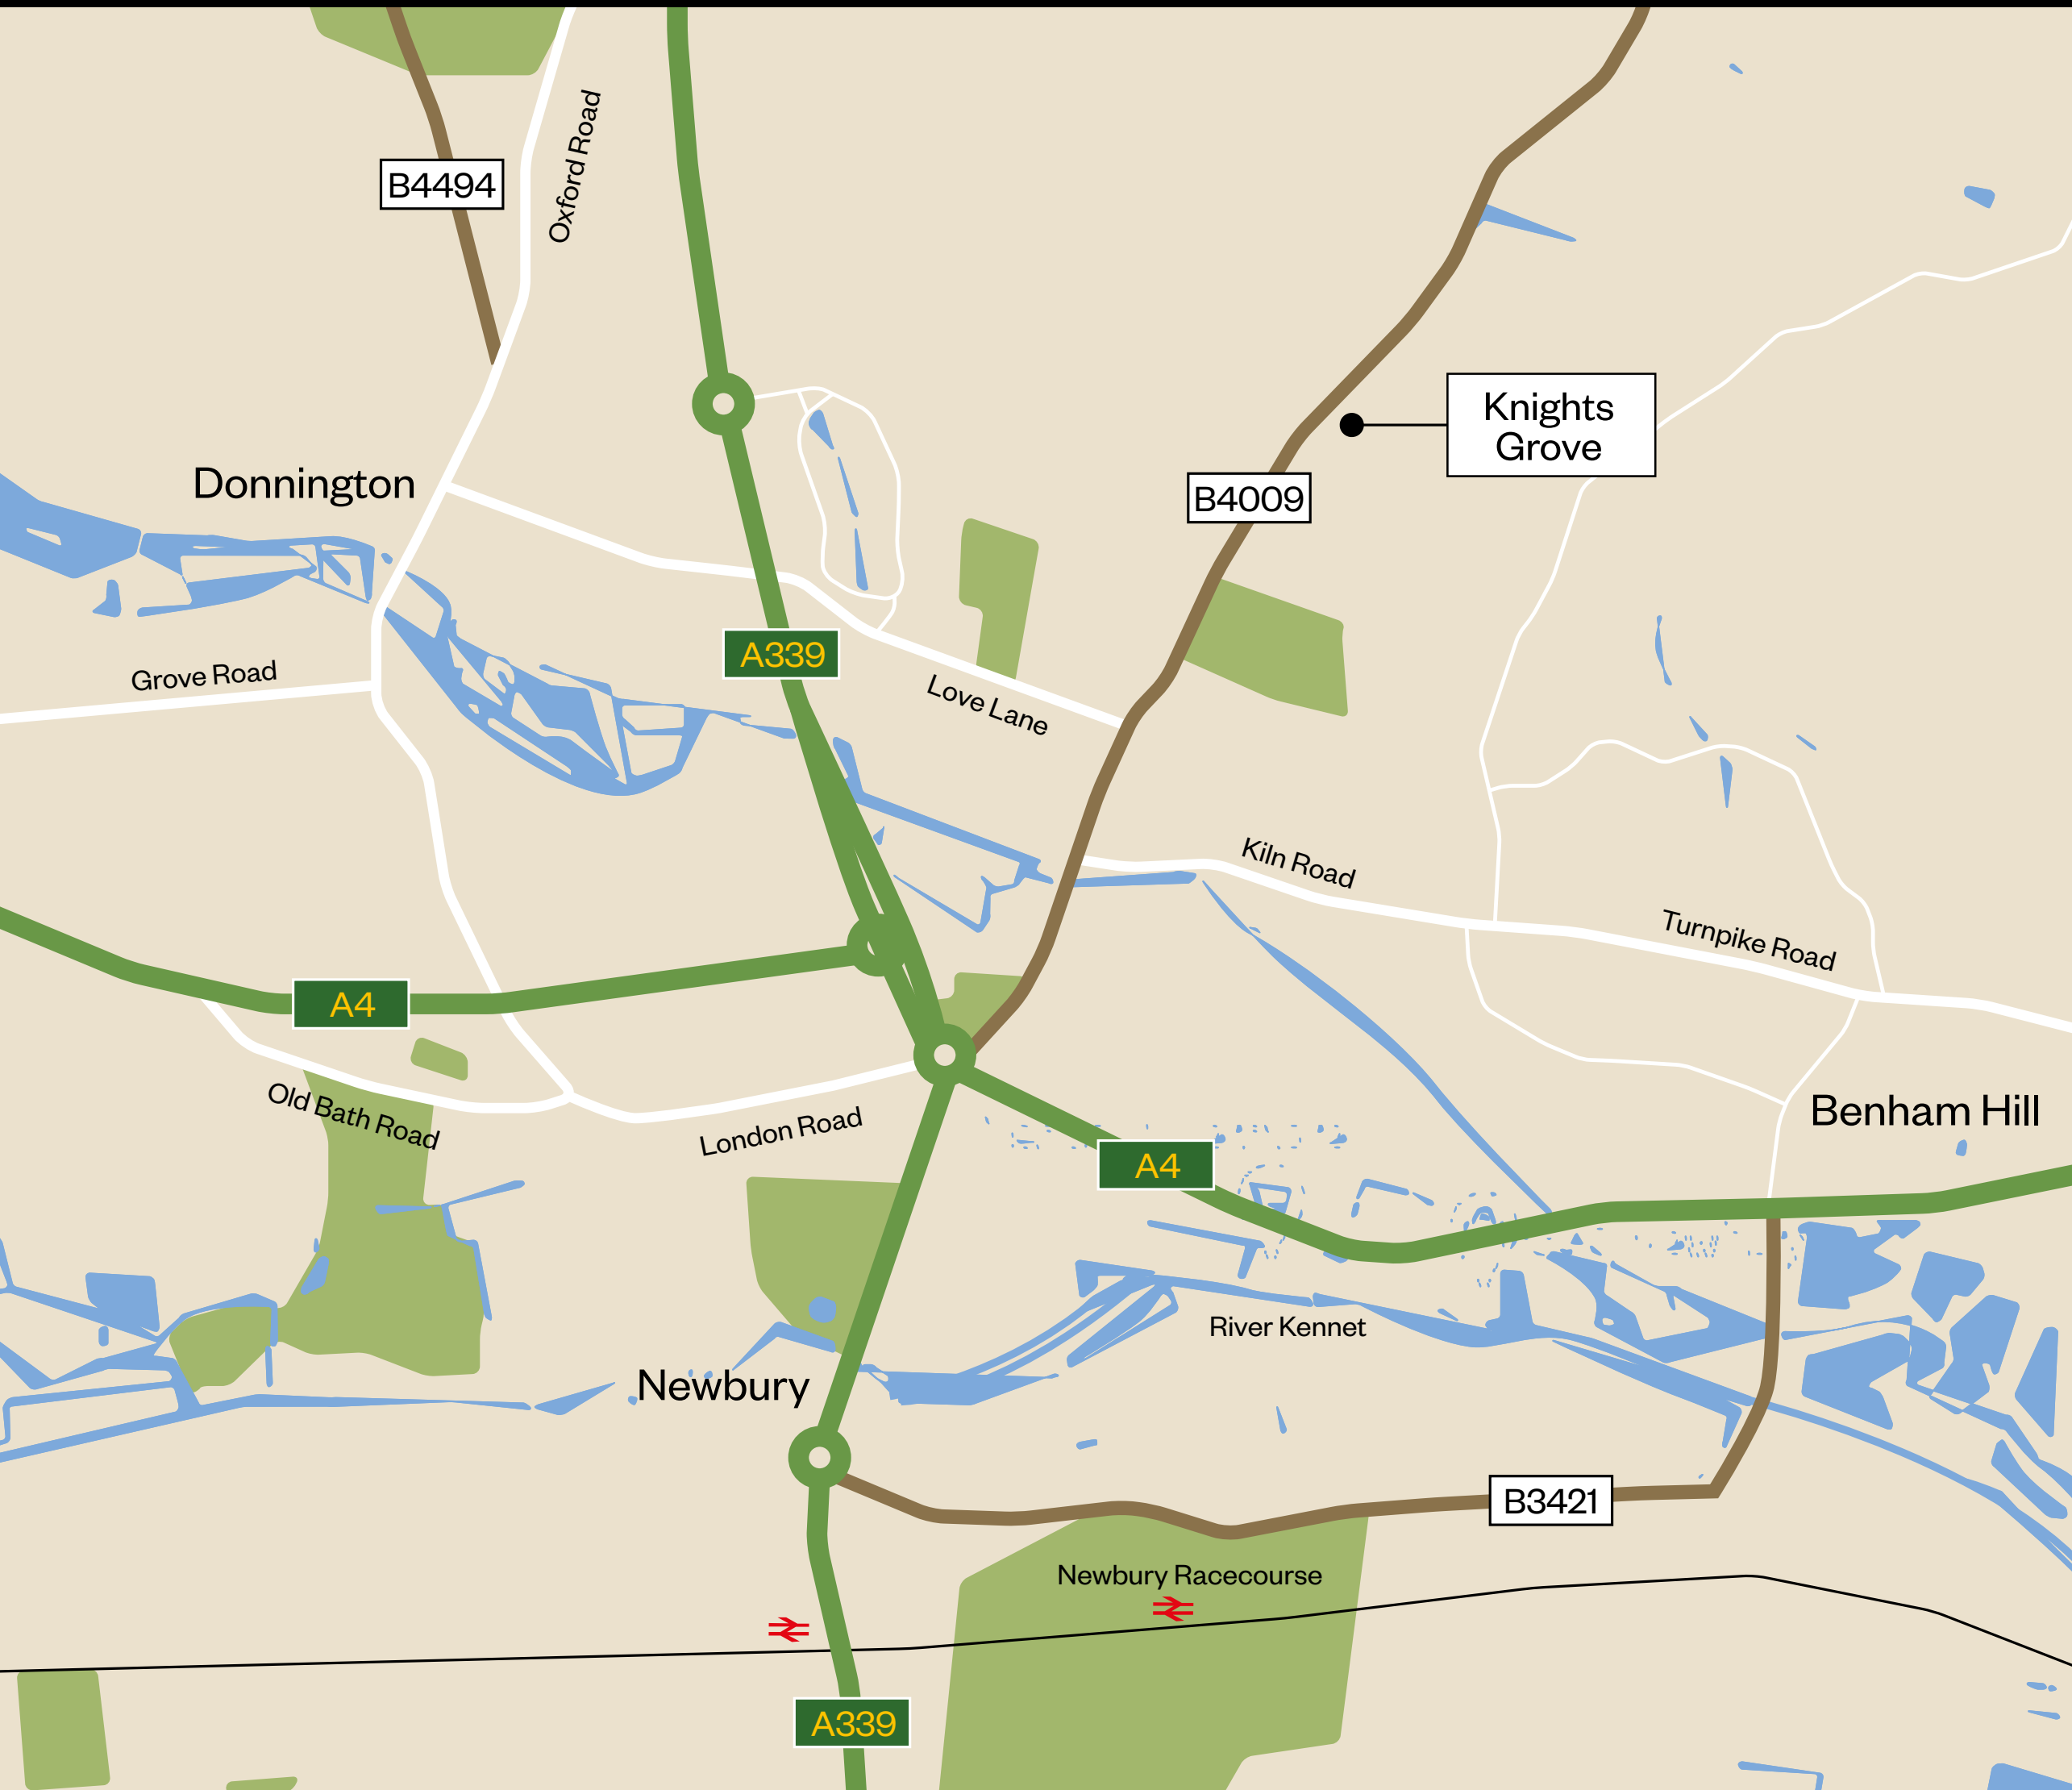 Oxford Road
B4494
Knights
Grove
Donnington
B4009
A339
Grove Road
Love Lane
Kiln Road
Turnpike Road
A4
Old Bath Road
London Road
Benham Hill
A4
River Kennet
Newbury
B3421
Newbury Racecourse
A339